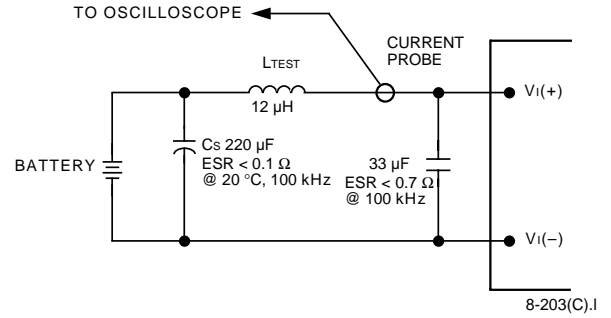 TO OSCILLOSCOPE
CURRENT
PROBE
LTEST
12 µH
VI(+)
CS 220 µF
ESR < 0.1 Ω
@ 20 °C, 100 kHz
33 µF
ESR < 0.7 Ω
@ 100 kHz
BATTERY
VI(–)
8-203(C).l